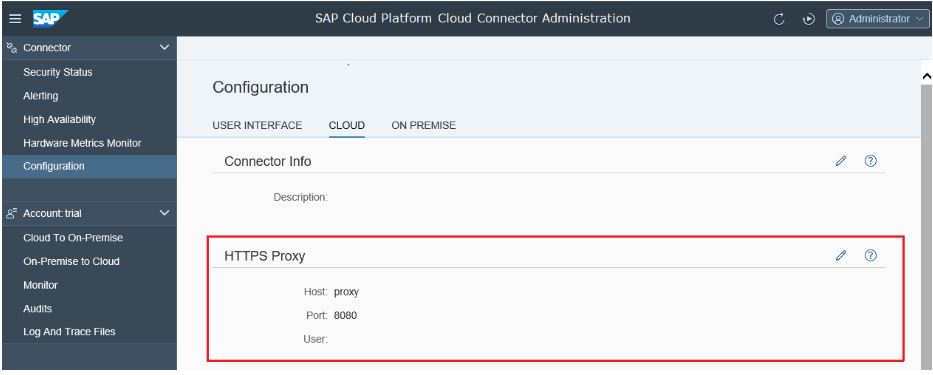 SAP SAP Cloud Platform Cloud Connector Administration Administrator
Connector
Security Status
Alerting
High Availability
Hardware Metrics Monitor
Configuration
Account: trial
Cloud To On-Premise
On-Premise to Cloud
Monitor
Audits
Log And Trace Files
Configuration
USER INTERFACE CLOUD ON PREMISE
Connector Info
Description:
HTTPS Proxy
Host: proxy
Port: 8080
User: